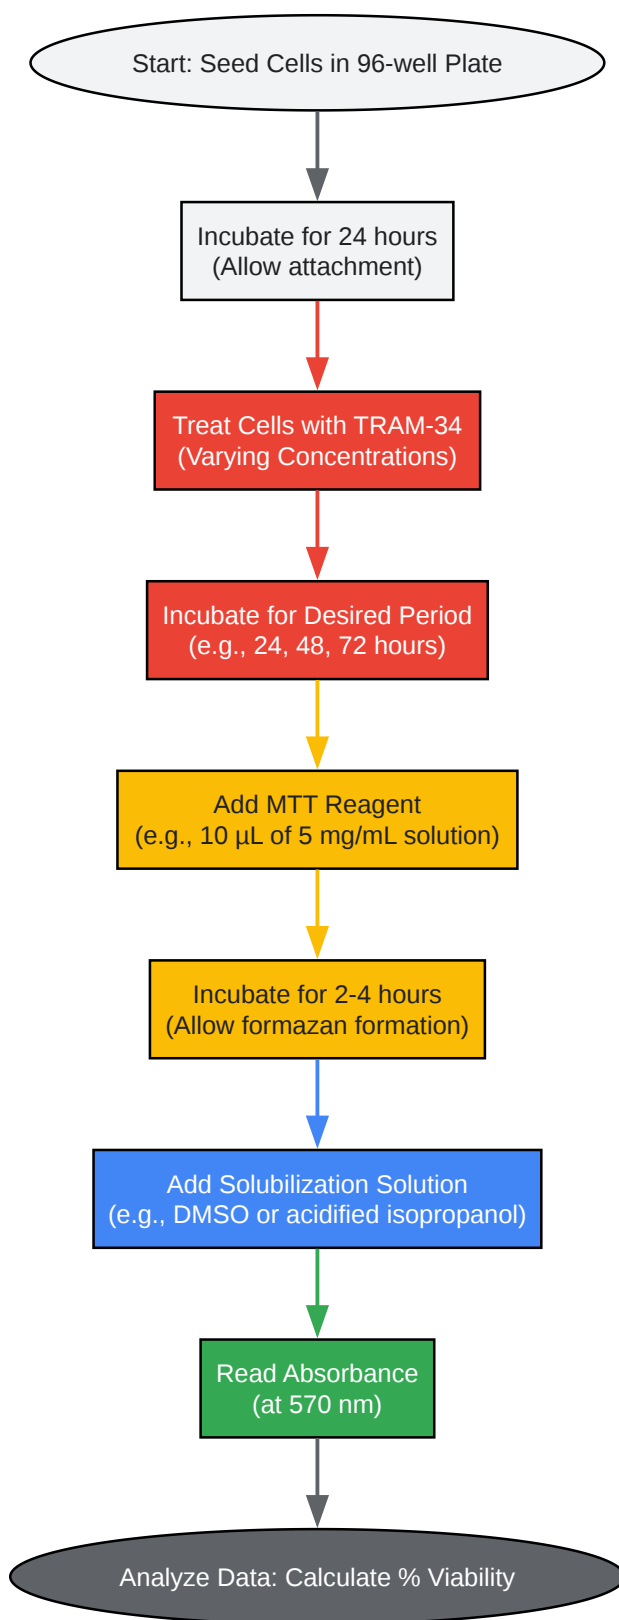 Start: Seed Cells in 96-well Plate
Incubate for 24 hours
(Allow attachment)
Treat Cells with TRAM-34
(Varying Concentrations)
Incubate for Desired Period
(e.g., 24, 48, 72 hours)
Add MTT Reagent
(e.g., 10 µL of 5 mg/mL solution)
Incubate for 2-4 hours
(Allow formazan formation)
Add Solubilization Solution
(e.g., DMSO or acidified isopropanol)
Read Absorbance
(at 570 nm)
Analyze Data: Calculate % Viability